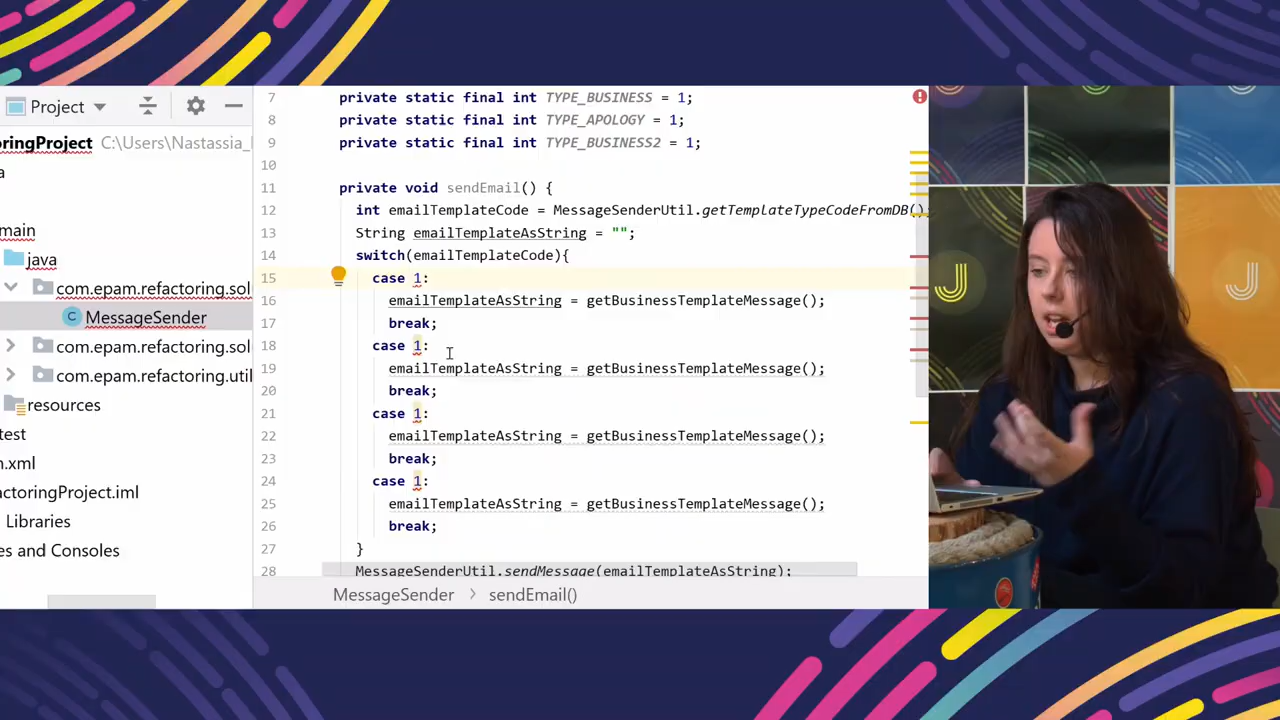 Project
oringProject C:\Users\Nastassia_
a
main
java
com.epam.refactoring.sol
MessageSender
com.epam.refactoring.sol
com.epam.refactoring.util
resources
test
n.xml
actoringProject.iml
Libraries
es and Consoles
7 private static final int TYPE_BUSINESS = 1;
8 private static final int TYPE_APOLOGY = 1;
9 private static final int TYPE_BUSINESS2 = 1;
10
11 private void sendEmail() {
12 int emailTemplateCode = MessageSenderUtil.getTemplateTypeCodeFromDB();
13 String emailTemplateAsString = "";
14 switch(emailTemplateCode){
15 case 1:
16 emailTemplateAsString = getBusinessTemplateMessage();
17 break;
18 case 1:
19 emailTemplateAsString = getBusinessTemplateMessage();
20 break;
21 case 1:
22 emailTemplateAsString = getBusinessTemplateMessage();
23 break;
24 case 1:
25 emailTemplateAsString = getBusinessTemplateMessage();
26 break;
27 }
28 MessageSenderUtil.sendMessage(emailTemplateAsString);
MessageSender > sendEmail()
J
J